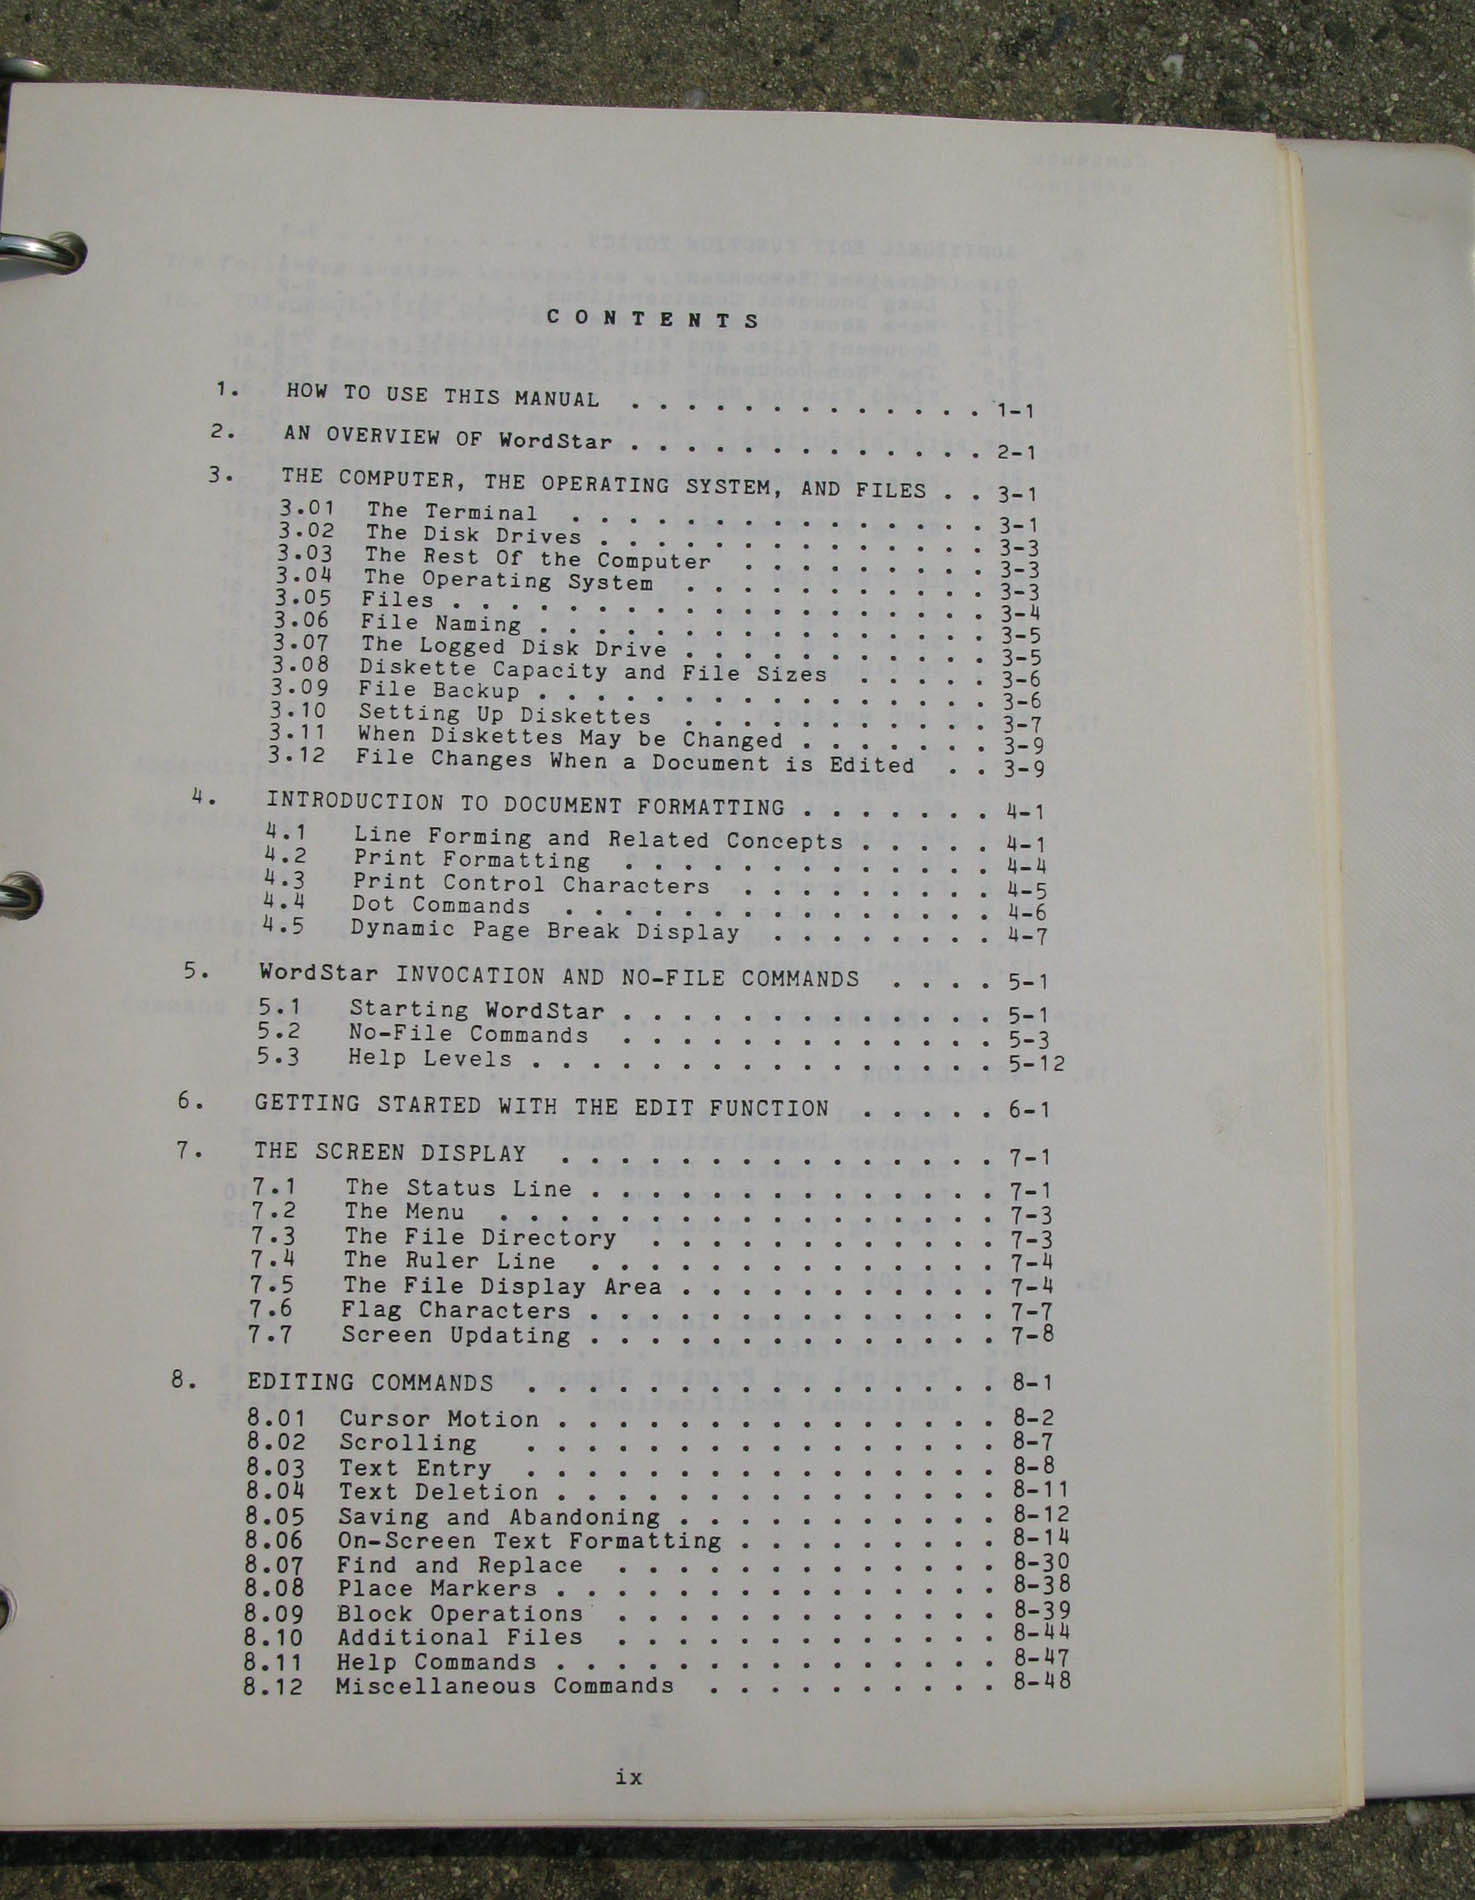 CONTENTS
1. HOW TO USE THIS MANUAL . . . . . . . . . . . . . 1-1
2. AN OVERVIEW OF WordStar . . . . . . . . . . . . . 2-1
3. THE COMPUTER, THE OPERATING SYSTEM, AND FILES . . 3-1
3.01 The Terminal . . . . . . . . . . . . . . . 3-1
3.02 The Disk Drives . . . . . . . . . . . . . . 3-3
3.03 The Rest Of the Computer . . . . . . . . . 3-3
3.04 The Operating System . . . . . . . . . . . 3-3
3.05 Files . . . . . . . . . . . . . . . . . . . 3-4
3.06 File Naming . . . . . . . . . . . . . . . . 3-5
3.07 The Logged Disk Drive . . . . . . . . . . . 3-5
3.08 Diskette Capacity and File Sizes . . . . . 3-6
3.09 File Backup . . . . . . . . . . . . . . . . 3-6
3.10 Setting Up Diskettes . . . . . . . . . . . 3-7
3.11 When Diskettes May be Changed . . . . . . . 3-9
3.12 File Changes When a Document is Edited . . 3-9
4. INTRODUCTION TO DOCUMENT FORMATTING . . . . . . . 4-1
4.1 Line Forming and Related Concepts . . . . . 4-1
4.2 Print Formatting . . . . . . . . . . . . . 4-4
4.3 Print Control Characters . . . . . . . . . 4-5
4.4 Dot Commands . . . . . . . . . . . . . . . 4-6
4.5 Dynamic Page Break Display . . . . . . . . 4-7
5. WordStar INVOCATION AND NO-FILE COMMANDS . . . . 5-1
5.1 Starting WordStar . . . . . . . . . . . . . 5-1
5.2 No-File Commands . . . . . . . . . . . . . 5-3
5.3 Help Levels . . . . . . . . . . . . . . . . 5-12
6. GETTING STARTED WITH THE EDIT FUNCTION . . . . . 6-1
7. THE SCREEN DISPLAY . . . . . . . . . . . . . . . 7-1
7.1 The Status Line . . . . . . . . . . . . . . 7-1
7.2 The Menu . . . . . . . . . . . . . . . . . 7-3
7.3 The File Directory . . . . . . . . . . . . 7-3
7.4 The Ruler Line . . . . . . . . . . . . . . 7-4
7.5 The File Display Area . . . . . . . . . . . 7-4
7.6 Flag Characters . . . . . . . . . . . . . . 7-7
7.7 Screen Updating . . . . . . . . . . . . . . 7-8
8. EDITING COMMANDS . . . . . . . . . . . . . . . . 8-1
8.01 Cursor Motion . . . . . . . . . . . . . . . 8-2
8.02 Scrolling . . . . . . . . . . . . . . . . 8-7
8.03 Text Entry . . . . . . . . . . . . . . . . 8-8
8.04 Text Deletion . . . . . . . . . . . . . . . 8-11
8.05 Saving and Abandoning . . . . . . . . . . . 8-12
8.06 On-Screen Text Formatting . . . . . . . . . 8-14
8.07 Find and Replace . . . . . . . . . . . . . 8-30
8.08 Place Markers . . . . . . . . . . . . . . . 8-38
8.09 Block Operations . . . . . . . . . . . . . 8-39
8.10 Additional Files . . . . . . . . . . . . . 8-44
8.11 Help Commands . . . . . . . . . . . . . . . 8-47
8.12 Miscellaneous Commands . . . . . . . . . . 8-48
ix